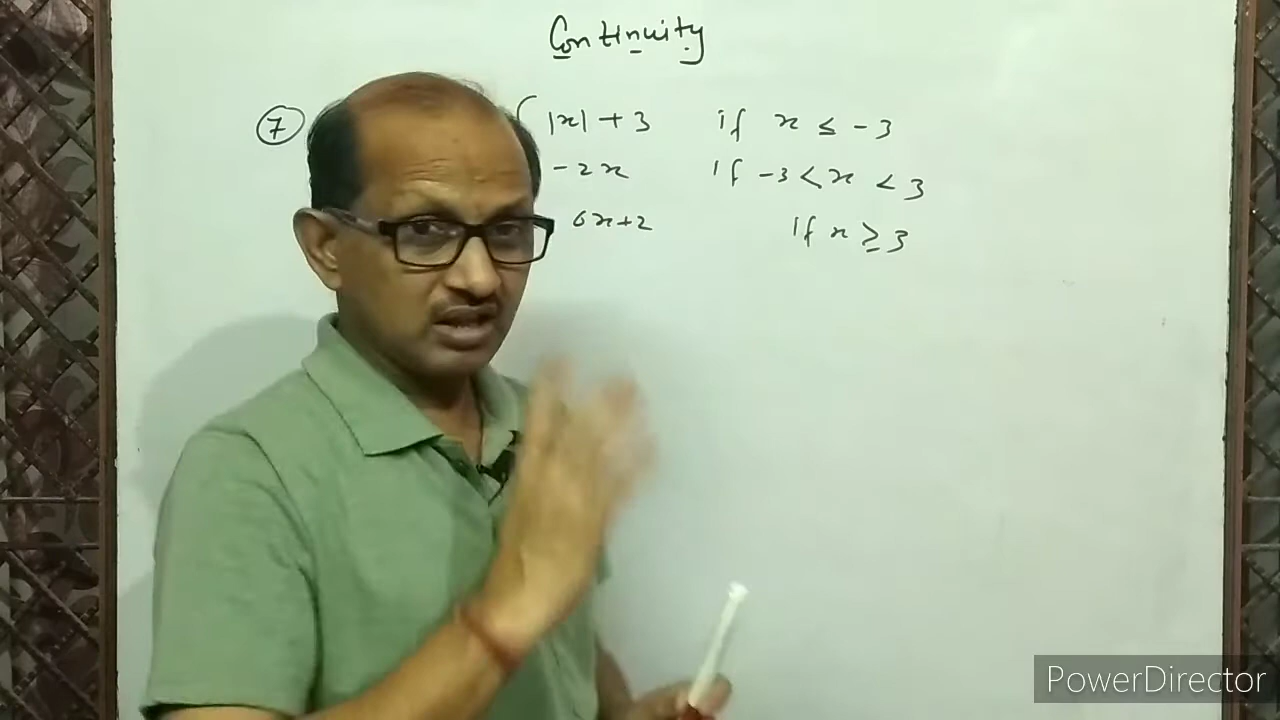 Continuity
7 |x| + 3 if x ≤ -3
-2x if -3 < x < 3
6x+2 if x ≥ 3
PowerDirector